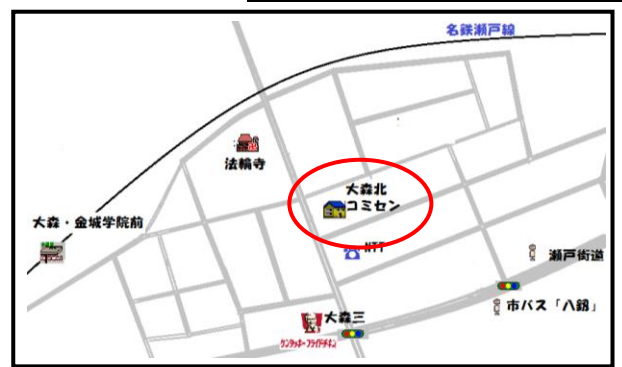 名鉄瀬戸線
法輪寺
大森北
コミセン
大森・金城学院前
NTT
瀬戸街道
市バス「八剱」
大森三
ケンタッキーフライドチキン